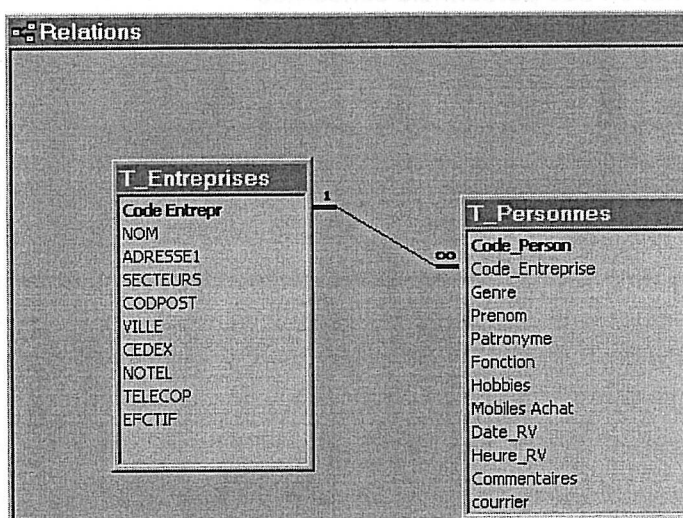 Relations
T_Entreprises
Code Entrepr
NOM
ADRESSE1
SECTEURS
CODPOST
VILLE
CEDEX
NOTEL
TELECOP
EFCTIF
1
∞
T_Personnes
Code_Person
Code_Entreprise
Genre
Prenom
Patronyme
Fonction
Hobbies
Mobiles Achat
Date_RV
Heure_RV
Commentaires
courrier